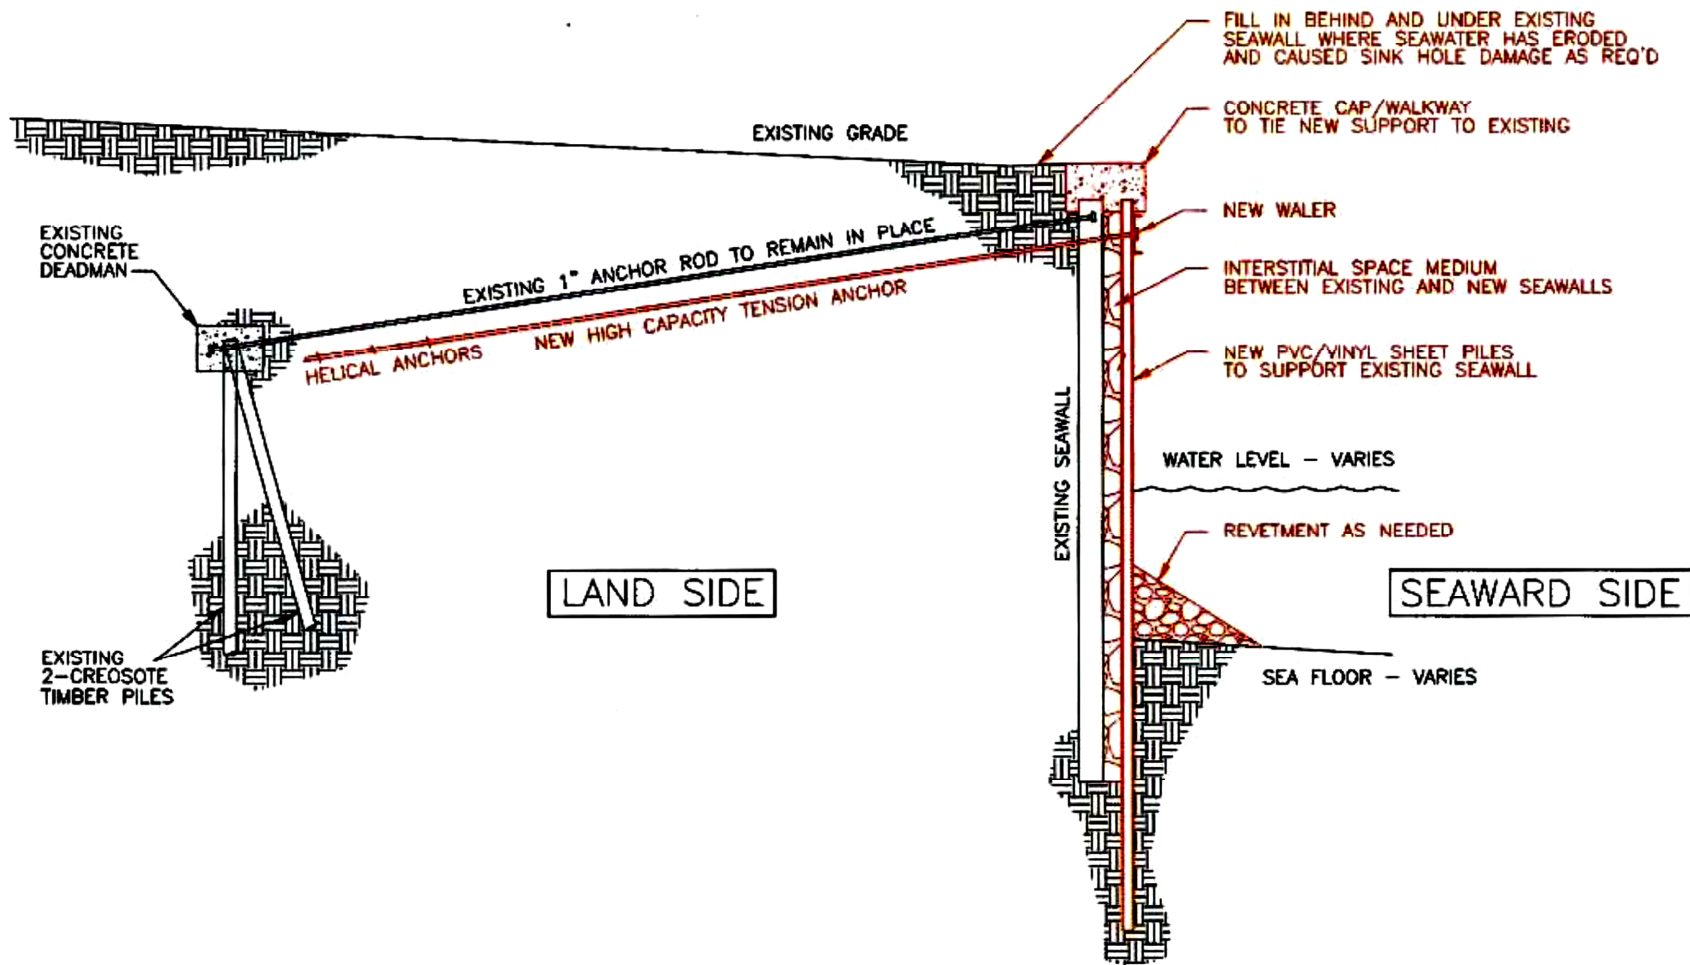 FILL IN BEHIND AND UNDER EXISTING
SEAWALL WHERE SEAWATER HAS ERODED
AND CAUSED SINK HOLE DAMAGE AS REQ'D
CONCRETE CAP/WALKWAY
TO TIE NEW SUPPORT TO EXISTING
EXISTING GRADE
NEW WALER
EXISTING
CONCRETE
DEADMAN
EXISTING 1" ANCHOR ROD TO REMAIN IN PLACE
INTERSTITIAL SPACE MEDIUM
BETWEEN EXISTING AND NEW SEAWALLS
HELICAL ANCHORS
NEW HIGH CAPACITY TENSION ANCHOR
NEW PVC/VINYL SHEET PILES
TO SUPPORT EXISTING SEAWALL
EXISTING SEAWALL
WATER LEVEL – VARIES
REVETMENT AS NEEDED
LAND SIDE
SEAWARD SIDE
EXISTING
2-CREOSOTE
TIMBER PILES
SEA FLOOR – VARIES